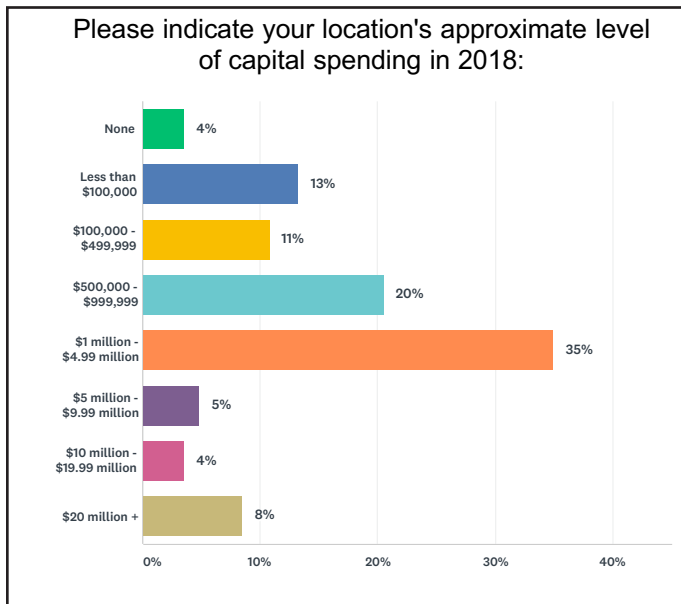 Please indicate your location's approximate level
of capital spending in 2018:
None
4%
Less than
$100,000
13%
$100,000 -
$499,999
11%
$500,000 -
$999,999
20%
$1 million -
$4.99 million
35%
$5 million -
$9.99 million
5%
$10 million -
$19.99 million
4%
$20 million +
8%
0%
10%
20%
30%
40%